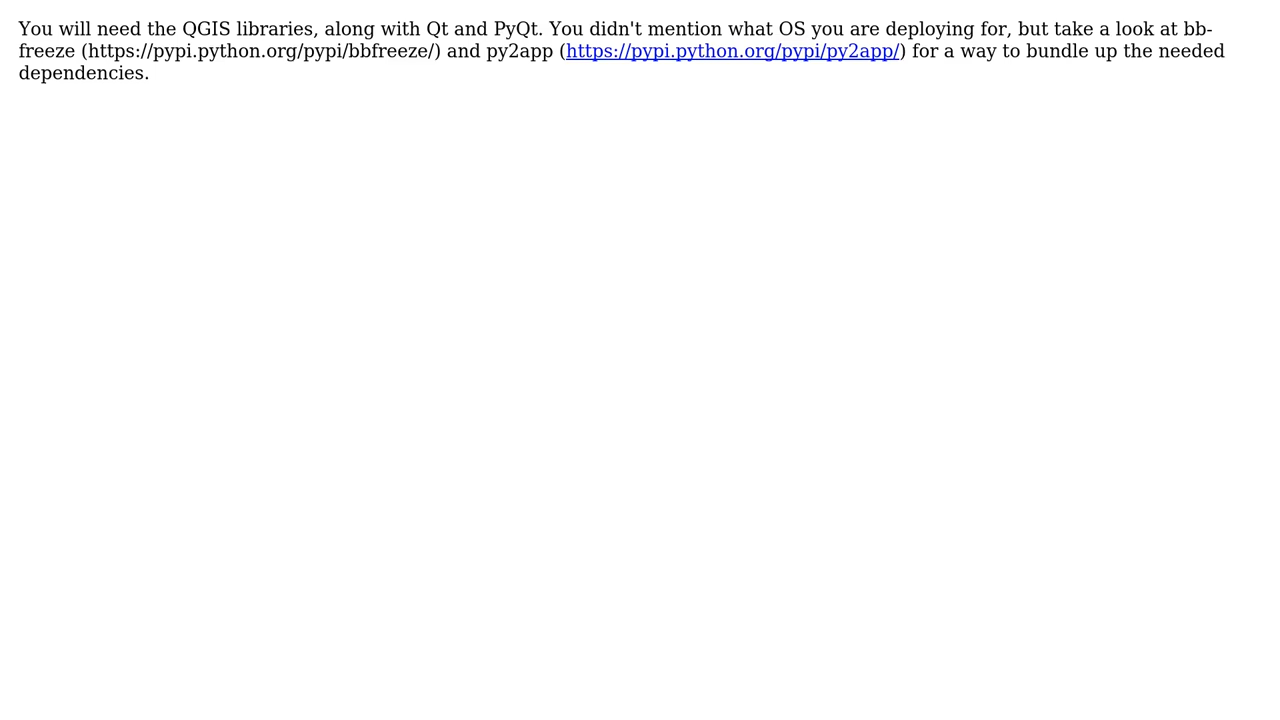 You will need the QGIS libraries, along with Qt and PyQt. You didn't mention what OS you are deploying for, but take a look at bb-
freeze (https://pypi.python.org/pypi/bbfreeze/) and py2app (https://pypi.python.org/pypi/py2app/) for a way to bundle up the needed
dependencies.